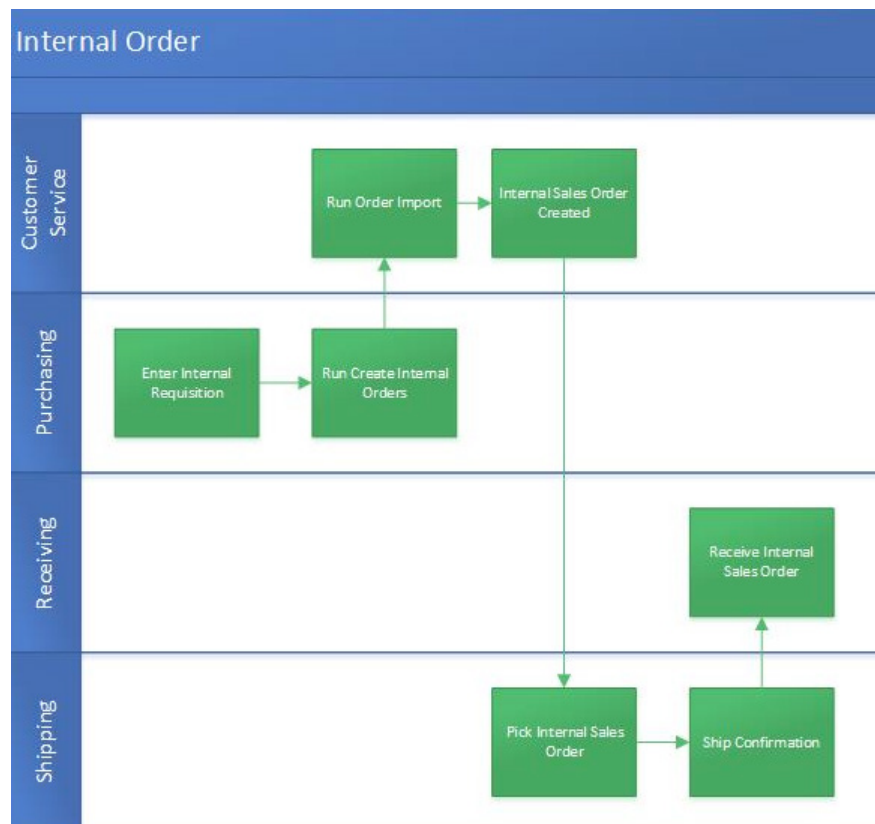 Internal Order
Customer
Service
Run Order Import
Internal Sales Order
Created
Purchasing
Enter Internal
Requisition
Run Create Internal
Orders
Receiving
Receive Internal
Sales Order
Shipping
Pick Internal Sales
Order
Ship Confirmation